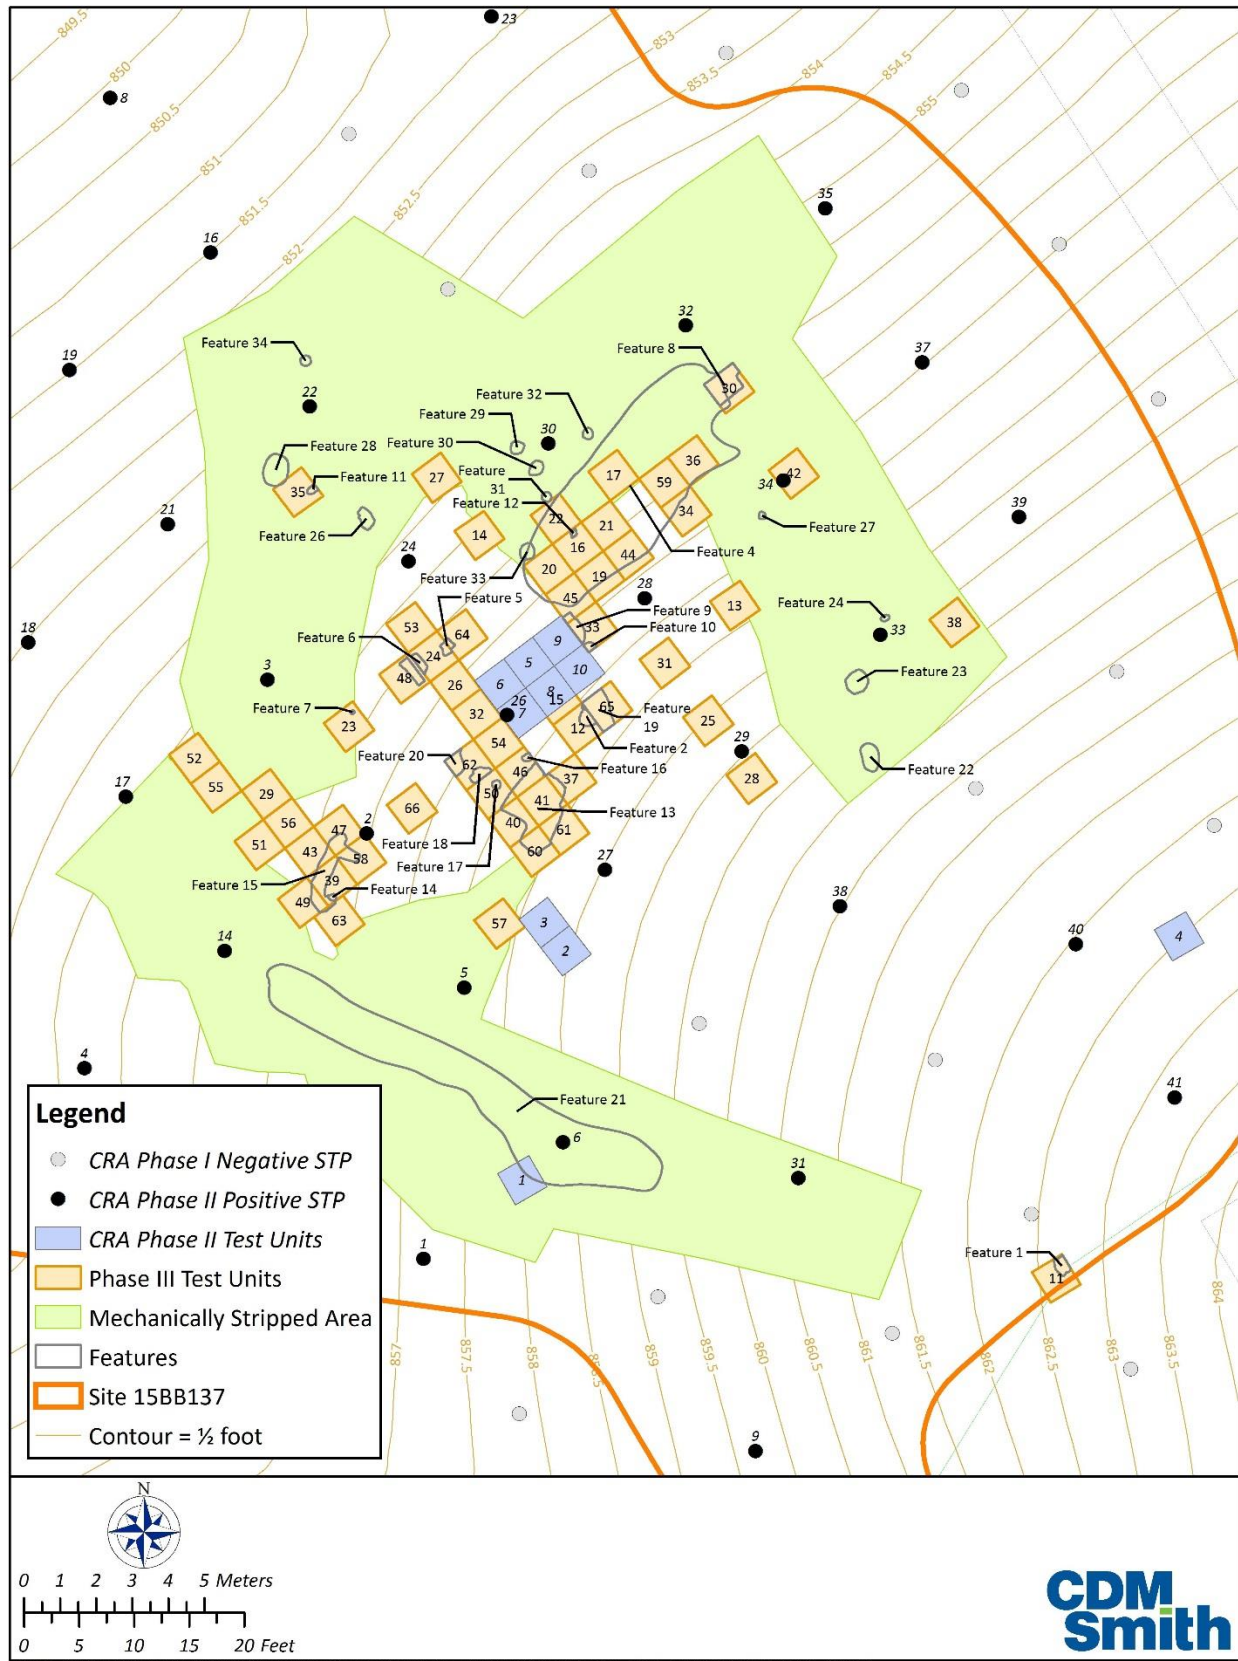 23
849.5
850
8
850.5
851
851.5
852
852.5
853
853.5
854
854.5
855
16
35
19
32
37
Feature 34
Feature 8
30
22
Feature 32
Feature 29
30
Feature 28
Feature 30
Feature 31
Feature 12
Feature 11
35
27
17
36
59
42
34
34
21
39
Feature 26
14
22
21
16
44
Feature 4
Feature 27
24
20
19
Feature 33
45
28
Feature 5
Feature 9
Feature 10
33
13
Feature 24
33
38
18
53
64
Feature 6
24
48
9
5
10
31
3
26
6
8
Feature 23
Feature 7
23
32
26
7
15
65
12
Feature 19
25
Feature 2
29
52
Feature 20
62
54
46
Feature 16
Feature 22
17
55
29
37
28
50
41
Feature 13
56
66
47
2
40
61
51
43
58
Feature 18
60
27
Feature 17
Feature 15
39
Feature 14
49
63
57
3
2
38
40
4
14
5
4
41
Feature 21
6
31
1
1
Feature 1
11
9
857
857.5
858
858.5
859
859.5
860
860.5
861
861.5
862
862.5
863
863.5
864
Legend
CRA Phase I Negative STP
CRA Phase II Positive STP
CRA Phase II Test Units
Phase III Test Units
Mechanically Stripped Area
Features
Site 15BB137
Contour = ½ foot
N
0 1 2 3 4 5 Meters
0 5 10 15 20 Feet
CDM
Smith